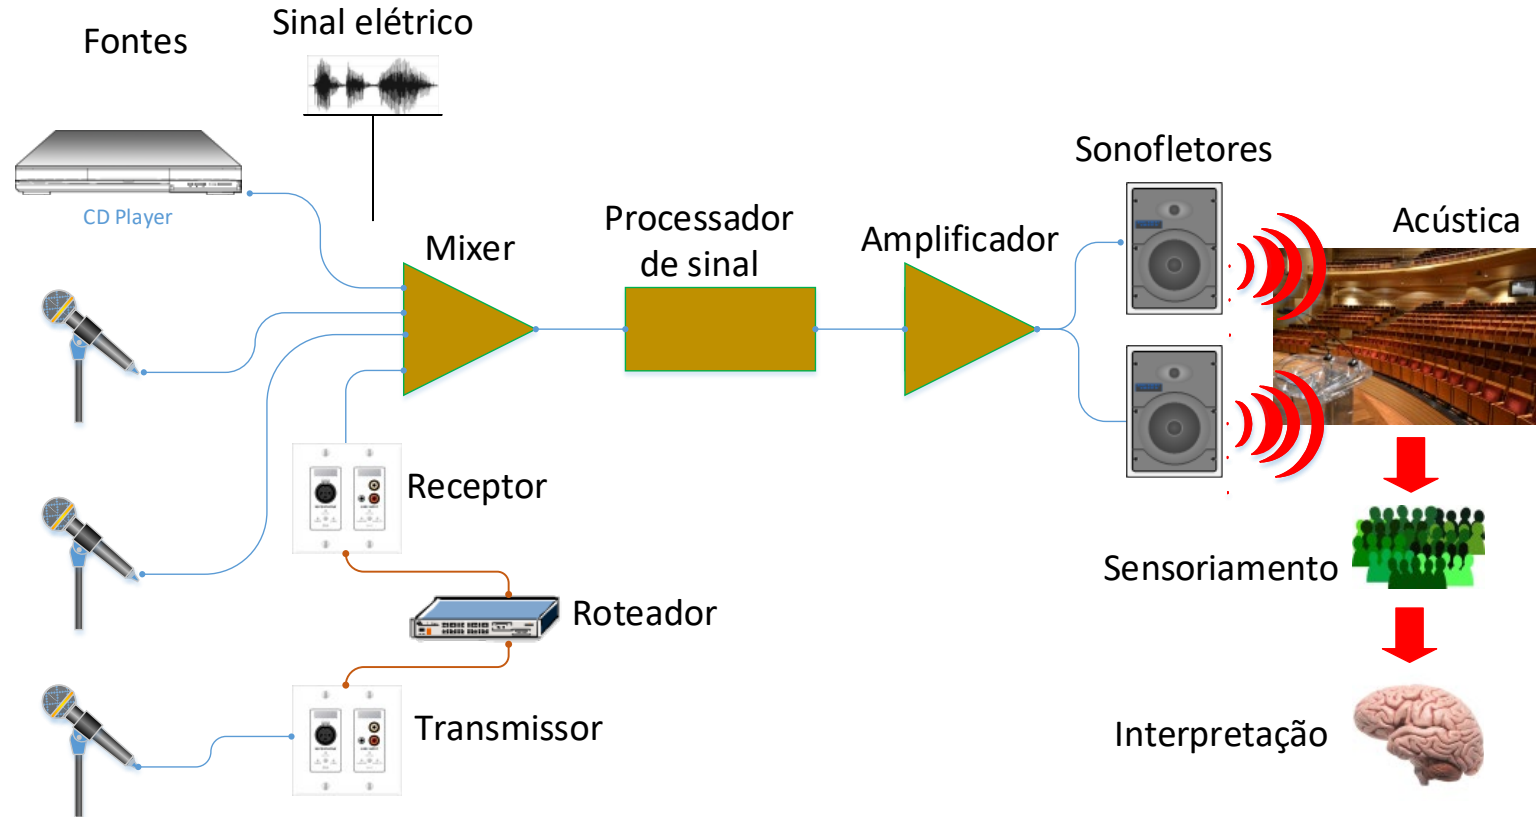 Fontes
Sinal elétrico
CD Player
Mixer
Processador
de sinal
Amplificador
Sonofletores
Acústica
Receptor
Roteador
Transmissor
Sensoriamento
Interpretação